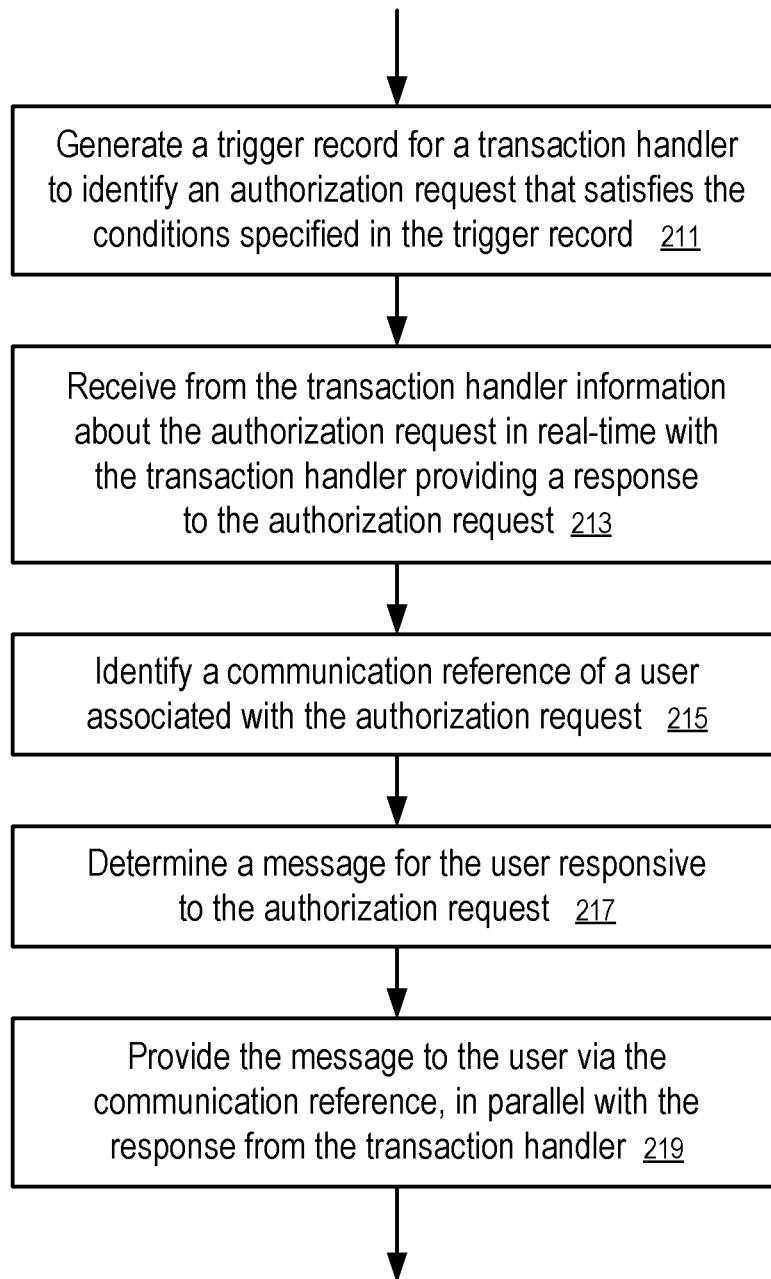 Generate a trigger record for a transaction handler
to identify an authorization request that satisfies the
conditions specified in the trigger record 211
Receive from the transaction handler information
about the authorization request in real-time with
the transaction handler providing a response
to the authorization request 213
Identify a communication reference of a user
associated with the authorization request 215
Determine a message for the user responsive
to the authorization request 217
Provide the message to the user via the
communication reference, in parallel with the
response from the transaction handler 219